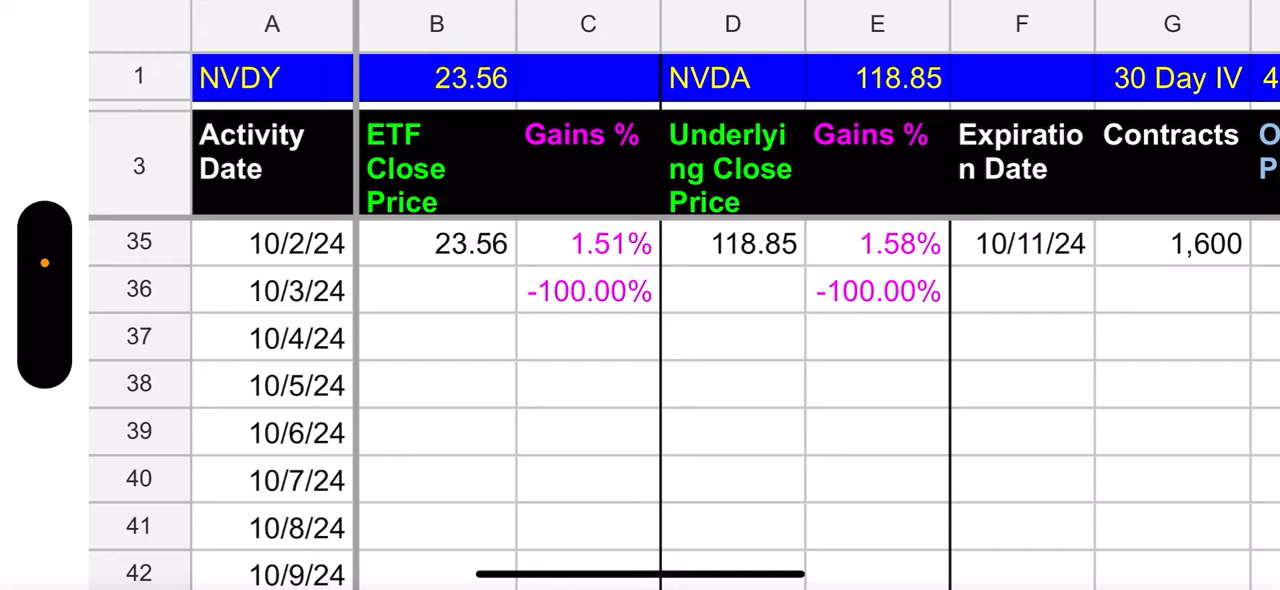 A B C D E F G
1 NVDY 23.56 NVDA 118.85 30 Day IV 4
3 Activity Date ETF Close Price Gains % Underlying Close Price Gains % Expiration Date Contracts O P
35 10/2/24 23.56 1.51% 118.85 1.58% 10/11/24 1,600
36 10/3/24 -100.00% -100.00%
37 10/4/24
38 10/5/24
39 10/6/24
40 10/7/24
41 10/8/24
42 10/9/24